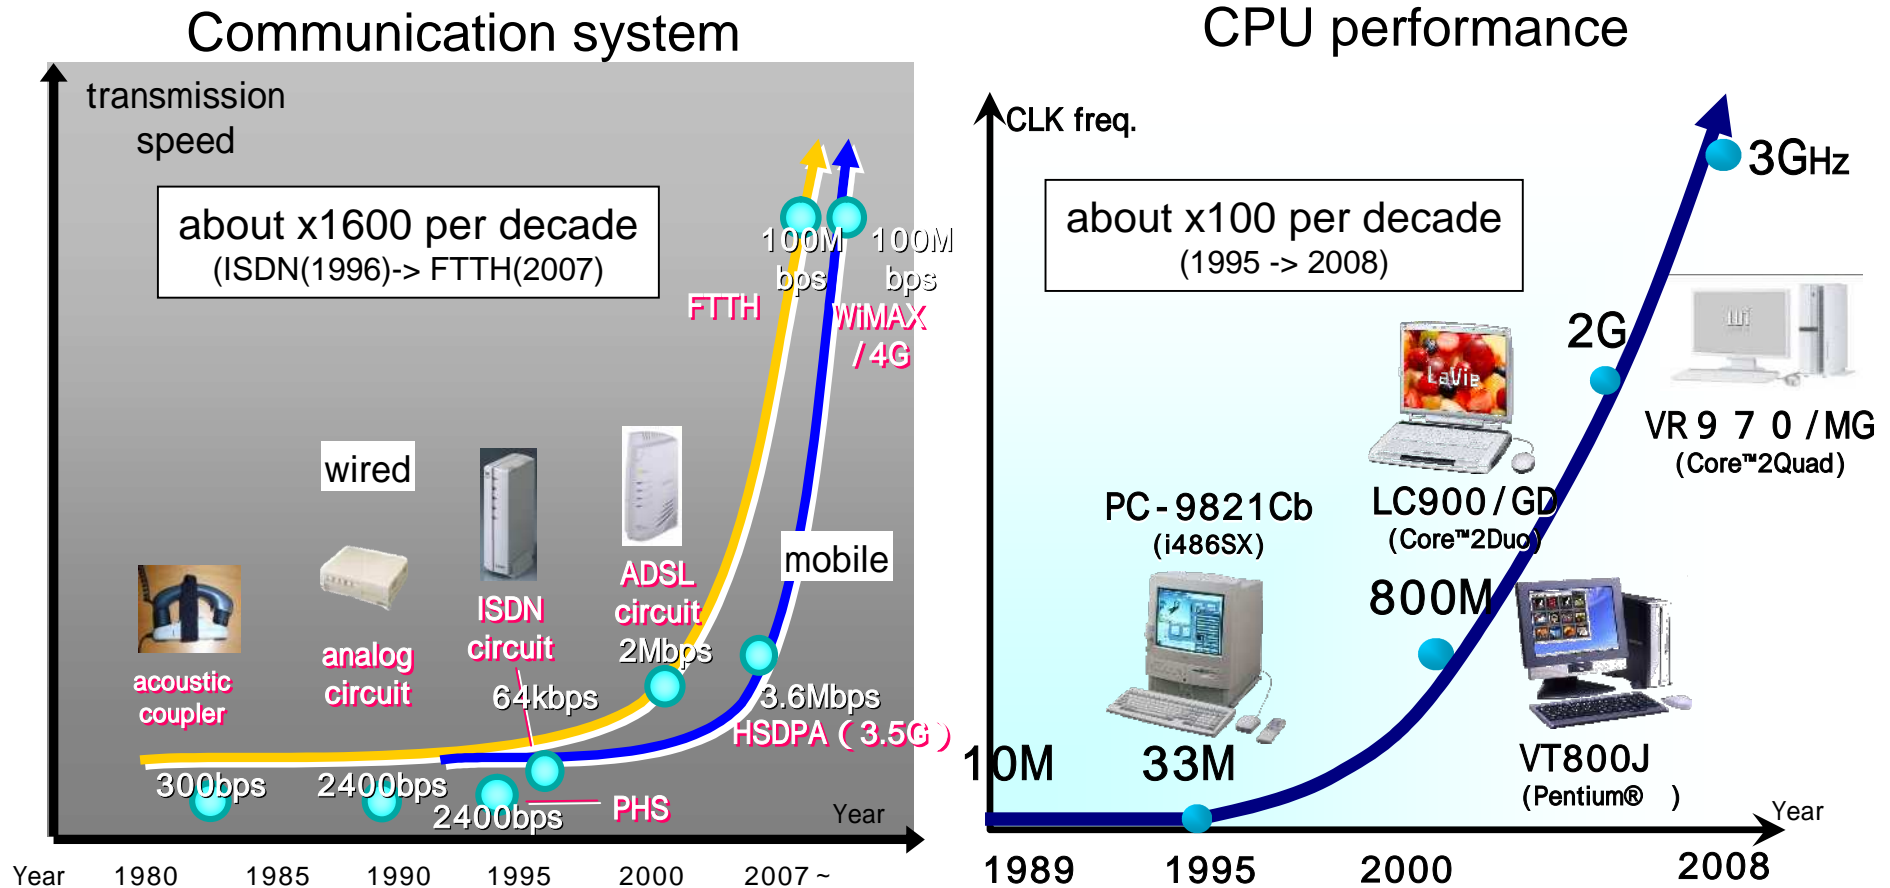 Communication system
transmission
speed
about x1600 per decade
(ISDN(1996)-> FTTH(2007)
100M
bps
100M
bps
FTTH
WiMAX
/4G
wired
mobile
ADSL
circuit
2Mbps
ISDN
circuit
64kbps
analog
circuit
acoustic
coupler
3.6Mbps
HSDPA ( 3.5G )
300bps
2400bps
2400bps
PHS
Year
Year 1980 1985 1990 1995 2000 2007~
CPU performance
CLK freq.
3GHz
about x100 per decade
(1995 -> 2008)
2G
LaVie
VR970/MG
(Core™2Quad)
LC900/GD
(Core™2Duo)
PC-9821Cb
(i486SX)
800M
10M
33M
VT800J
(Pentium® )
Year
1989 1995 2000 2008